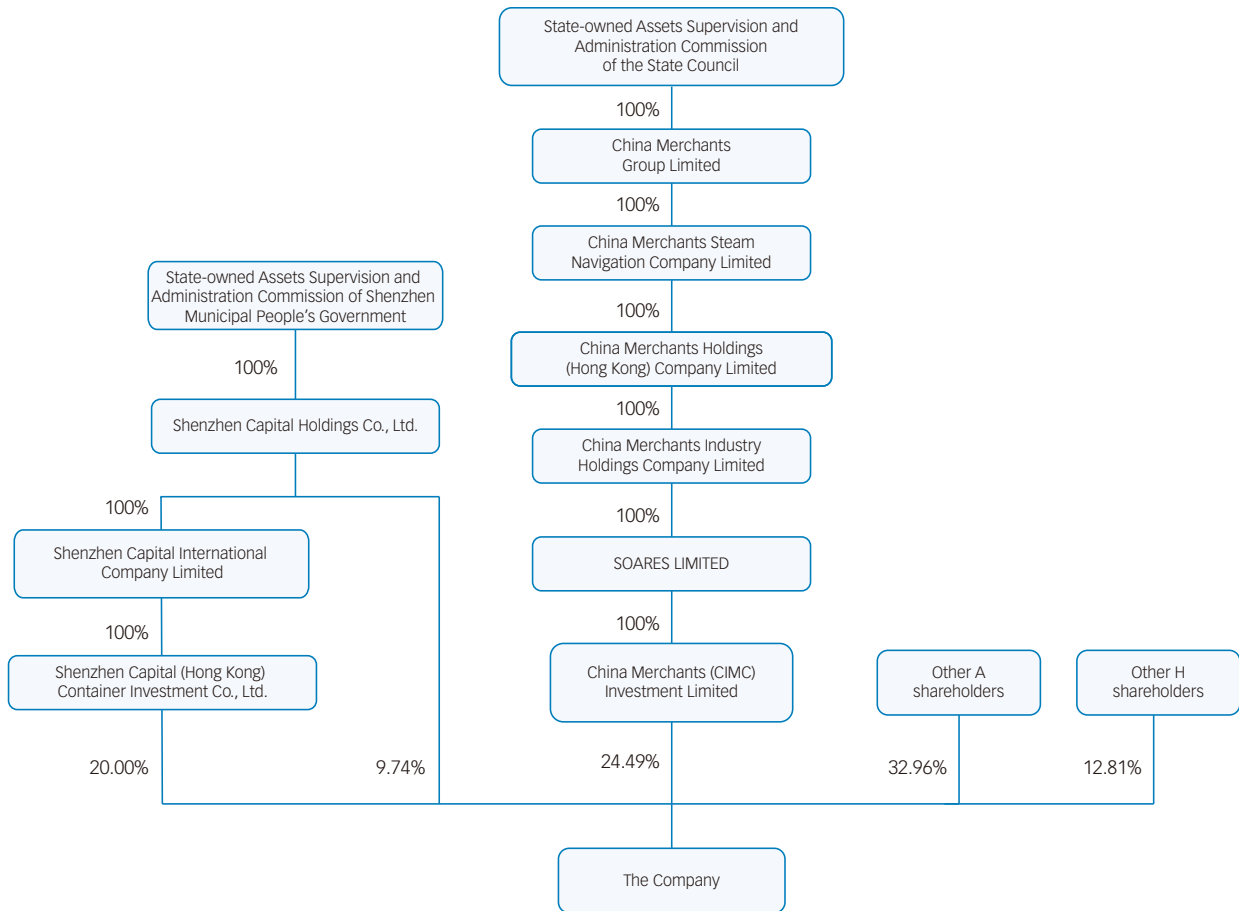 State-owned Assets Supervision and
Administration Commission
of the State Council
100%
China Merchants
Group Limited
100%
China Merchants Steam
Navigation Company Limited
State-owned Assets Supervision and
Administration Commission of Shenzhen
Municipal People's Government
100%
China Merchants Holdings
(Hong Kong) Company Limited
100%
Shenzhen Capital Holdings Co., Ltd.
100%
China Merchants Industry
Holdings Company Limited
100%
Shenzhen Capital International
Company Limited
100%
SOARES LIMITED
100%
Shenzhen Capital (Hong Kong)
Container Investment Co., Ltd.
100%
China Merchants (CIMC)
Investment Limited
Other A
shareholders
Other H
shareholders
20.00%
9.74%
24.49%
32.96%
12.81%
The Company